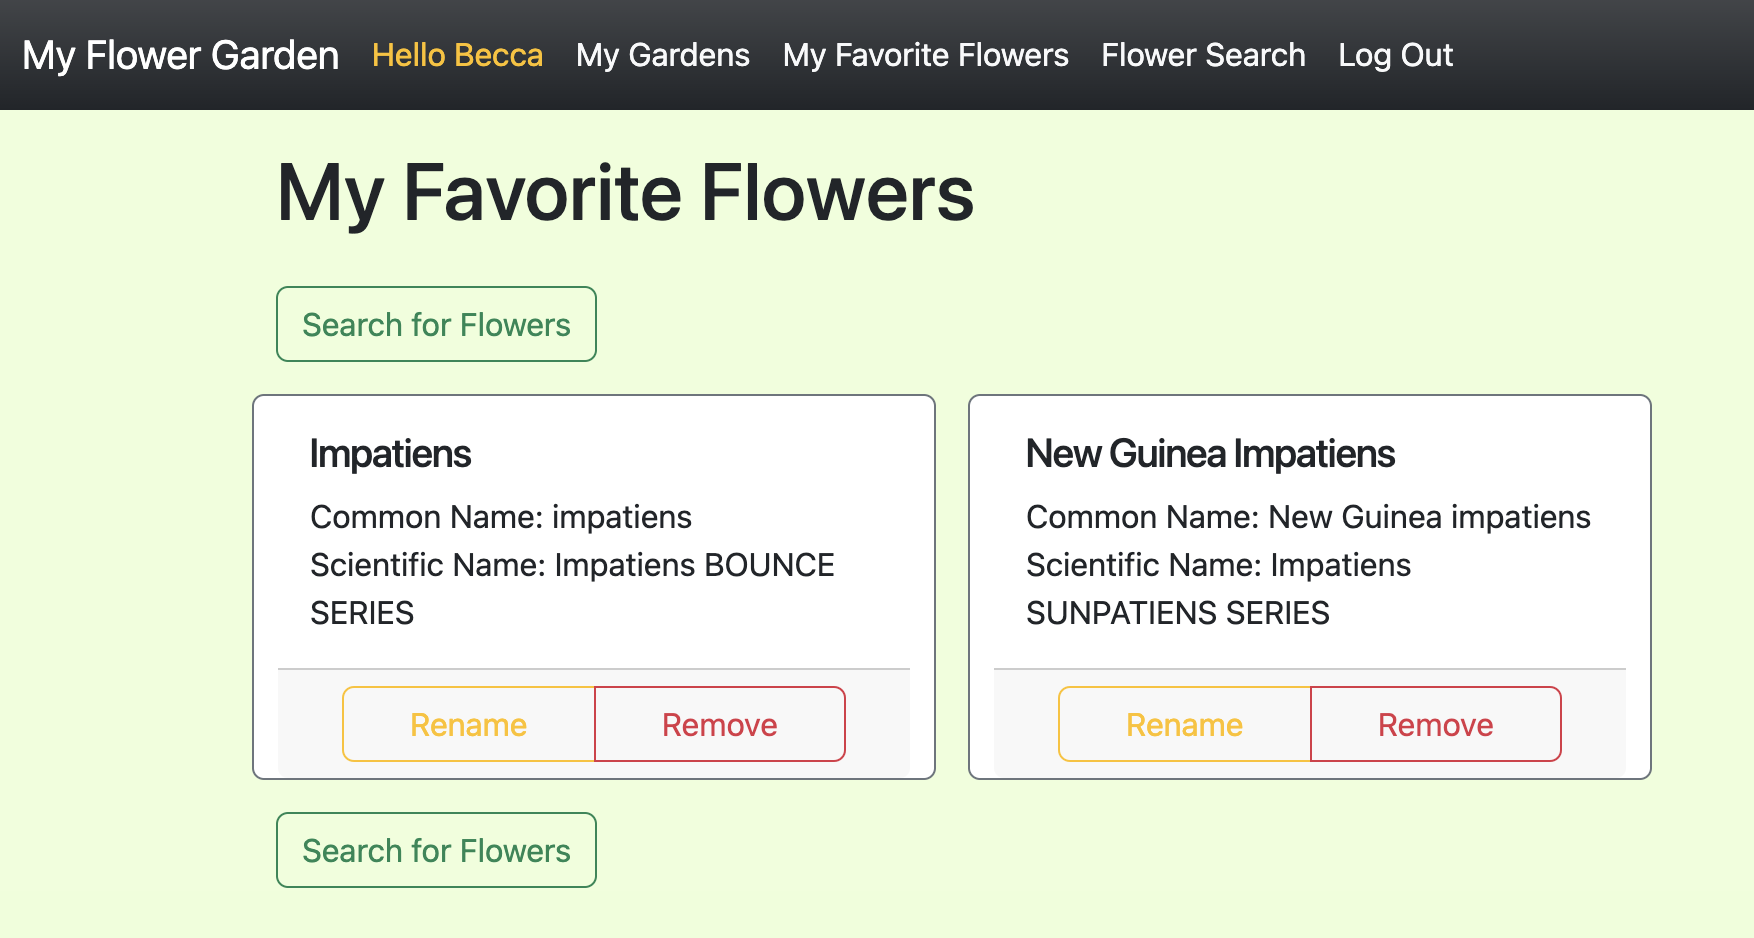 My Flower Garden Hello Becca My Gardens My Favorite Flowers Flower Search Log Out
My Favorite Flowers
Search for Flowers
Impatiens
Common Name: impatiens
Scientific Name: Impatiens BOUNCE
SERIES
Rename Remove
New Guinea Impatiens
Common Name: New Guinea impatiens
Scientific Name: Impatiens
SUNPATIENS SERIES
Rename Remove
Search for Flowers